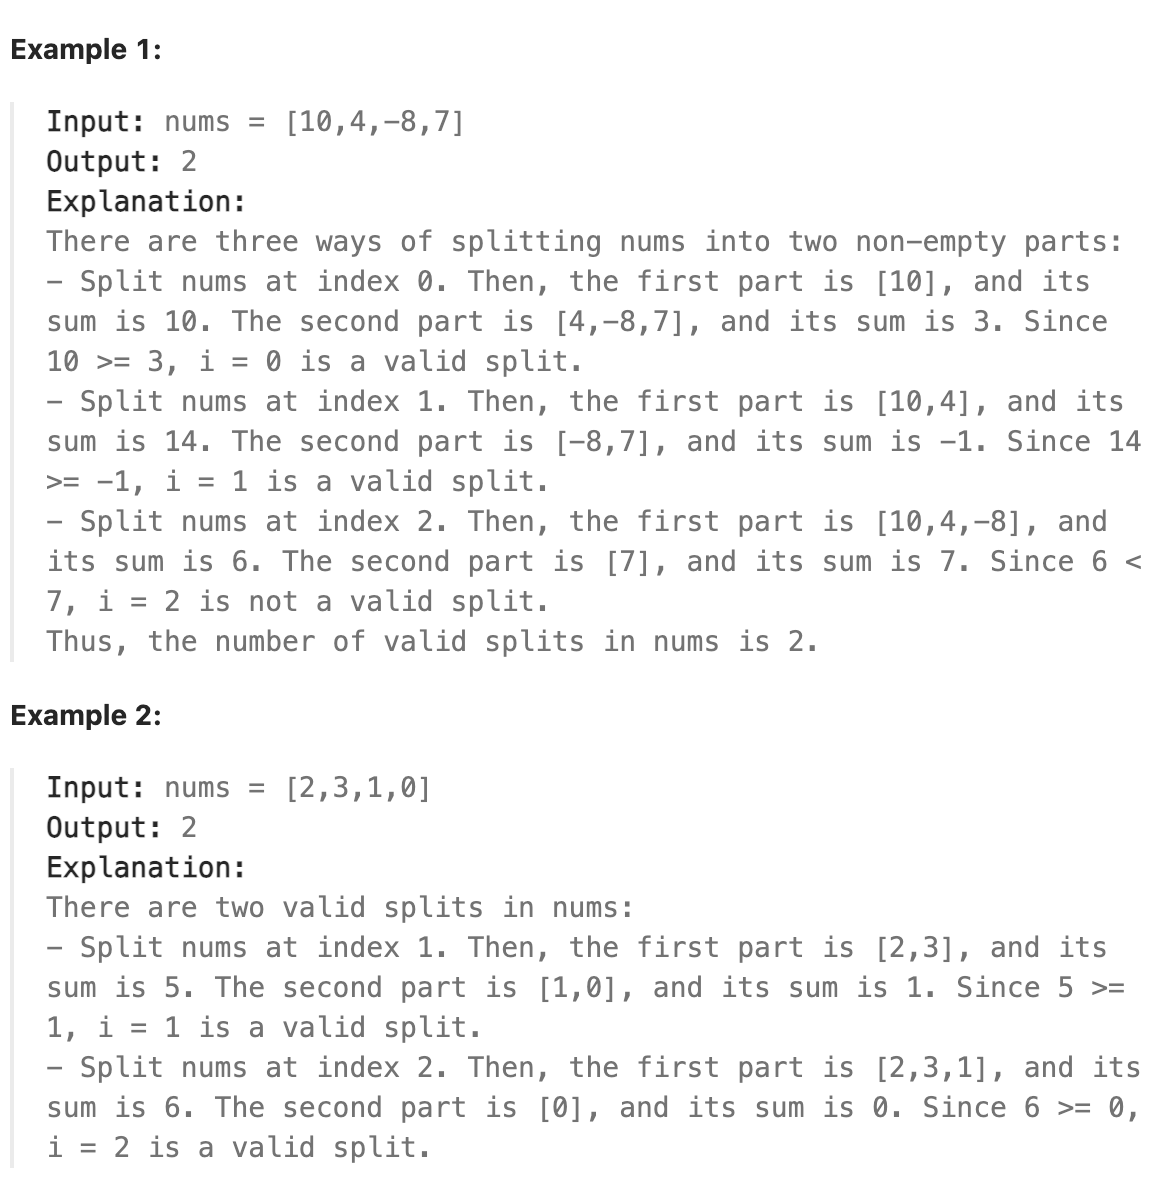 Example 1:
Input: nums = [10,4,-8,7]
Output: 2
Explanation:
There are three ways of splitting nums into two non-empty parts:
- Split nums at index 0. Then, the first part is [10], and its
sum is 10. The second part is [4,-8,7], and its sum is 3. Since
10 >= 3, i = 0 is a valid split.
- Split nums at index 1. Then, the first part is [10,4], and its
sum is 14. The second part is [-8,7], and its sum is -1. Since 14
>= -1, i = 1 is a valid split.
- Split nums at index 2. Then, the first part is [10,4,-8], and
its sum is 6. The second part is [7], and its sum is 7. Since 6 <
7, i = 2 is not a valid split.
Thus, the number of valid splits in nums is 2.
Example 2:
Input: nums = [2,3,1,0]
Output: 2
Explanation:
There are two valid splits in nums:
- Split nums at index 1. Then, the first part is [2,3], and its
sum is 5. The second part is [1,0], and its sum is 1. Since 5 >=
1, i = 1 is a valid split.
- Split nums at index 2. Then, the first part is [2,3,1], and its
sum is 6. The second part is [0], and its sum is 0. Since 6 >= 0,
i = 2 is a valid split.